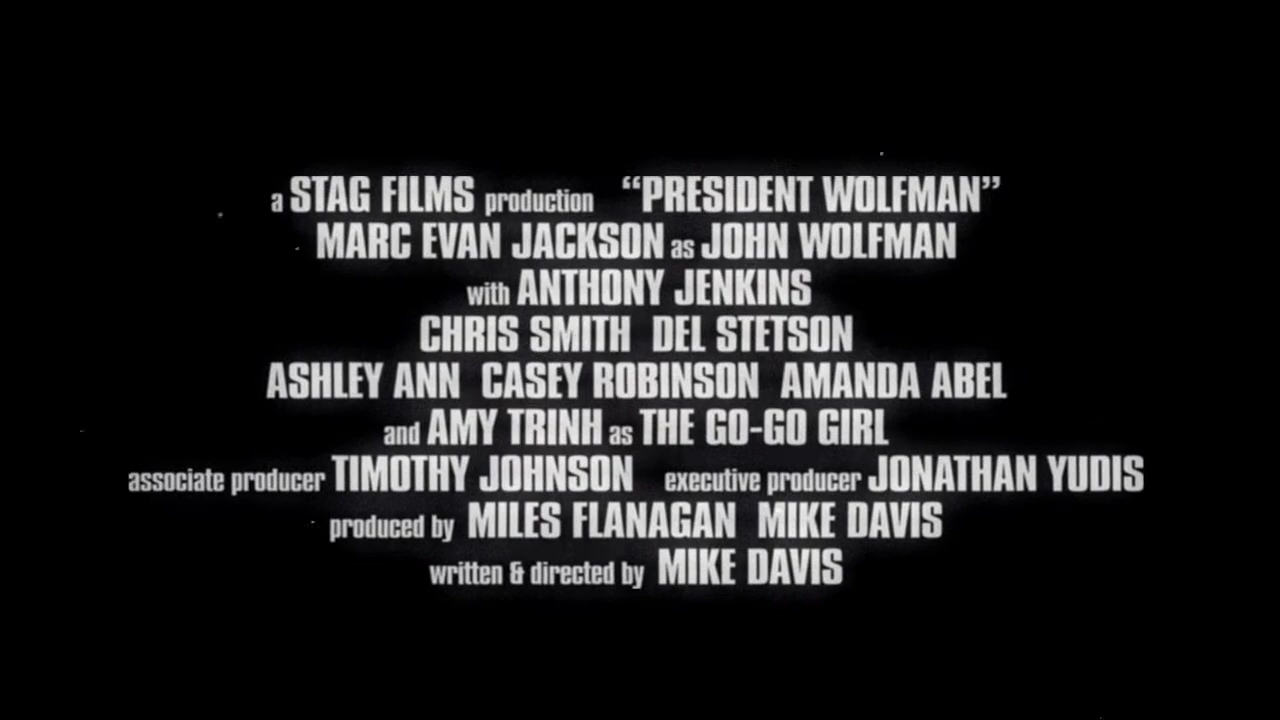 a STAG FILMS production “PRESIDENT WOLFMAN”
MARC EVAN JACKSON as JOHN WOLFMAN
with ANTHONY JENKINS
CHRIS SMITH DEL STETSON
ASHLEY ANN CASEY ROBINSON AMANDA ABEL
and AMY TRINH as THE GO-GO GIRL
associate producer TIMOTHY JOHNSON executive producer JONATHAN YUDIS
produced by MILES FLANAGAN MIKE DAVIS
written & directed by MIKE DAVIS